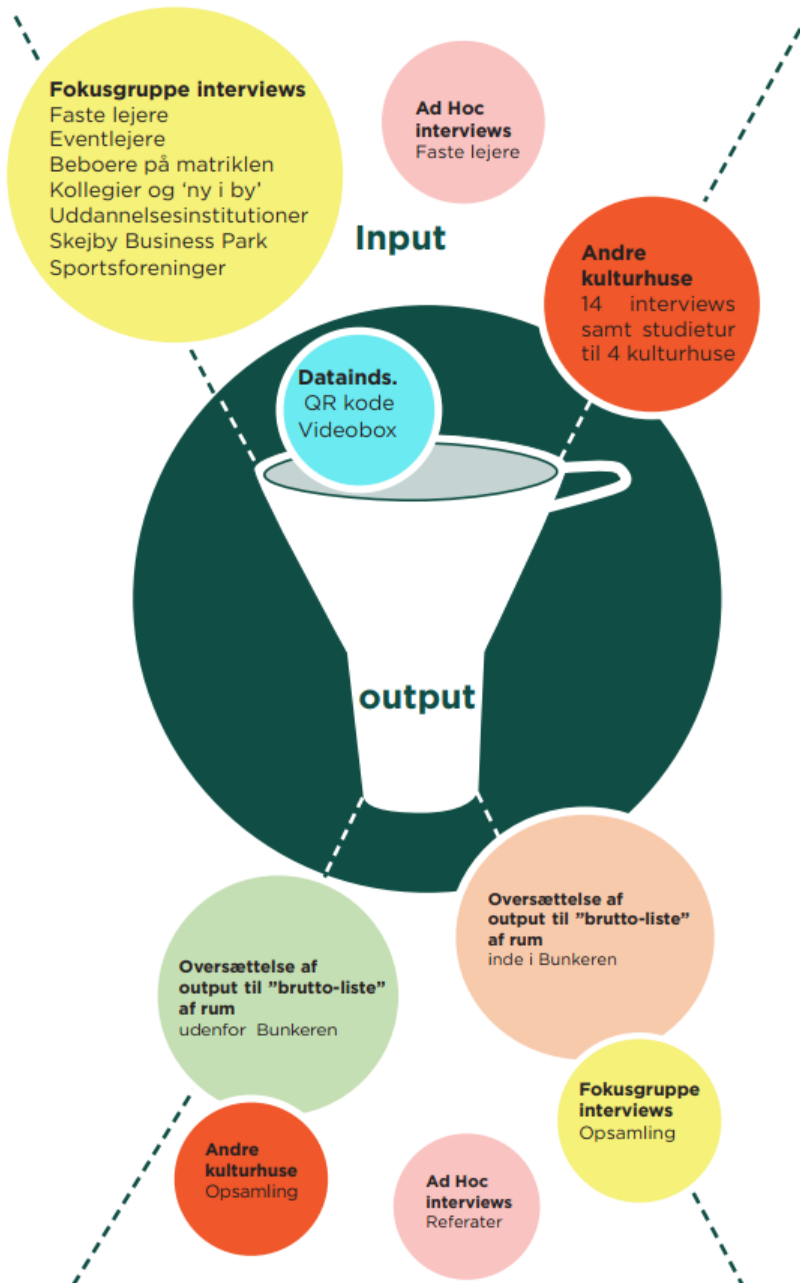 Fokusgruppe interviews
Faste lejere
Eventlejere
Beboere på matriklen
Kollegier og ‘ny i by’
Uddannelsesinstitutioner
Skejby Business Park
Sportsforeninger
Ad Hoc
interviews
Faste lejere
Input
Andre
kulturhuse
14 interviews
samt studietur
til 4 kulturhuse
Datainds.
QR kode
Videobox
output
Oversættelse af
output til ”brutto-liste”
af rum
inde i Bunkeren
Oversættelse af
output til ”brutto-liste”
af rum
udenfor Bunkeren
Fokusgruppe
interviews
Opsamling
Andre
kulturhuse
Opsamling
Ad Hoc
interviews
Referater